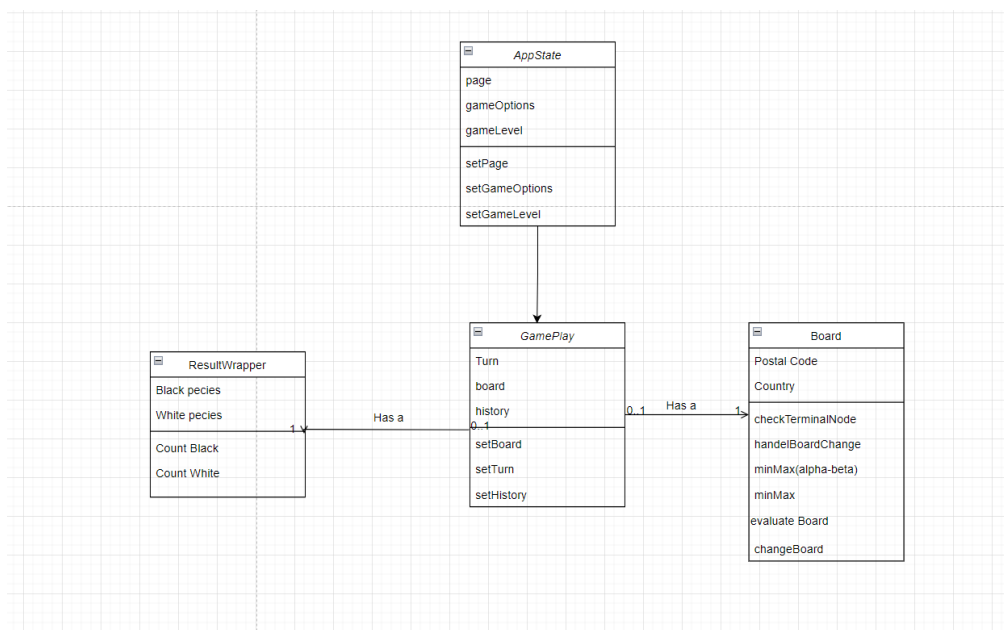 AppState
page
gameOptions
gameLevel
setPage
setGameOptions
setGameLevel
ResultWrapper
Black pecies
White pecies
Count Black
Count White
1
Has a
0..1
GamePlay
Turn
board
history
setBoard
setTurn
setHistory
0..1
Has a
1
Board
Postal Code
Country
checkTerminalNode
handelBoardChange
minMax(alpha-beta)
minMax
evaluate Board
changeBoard